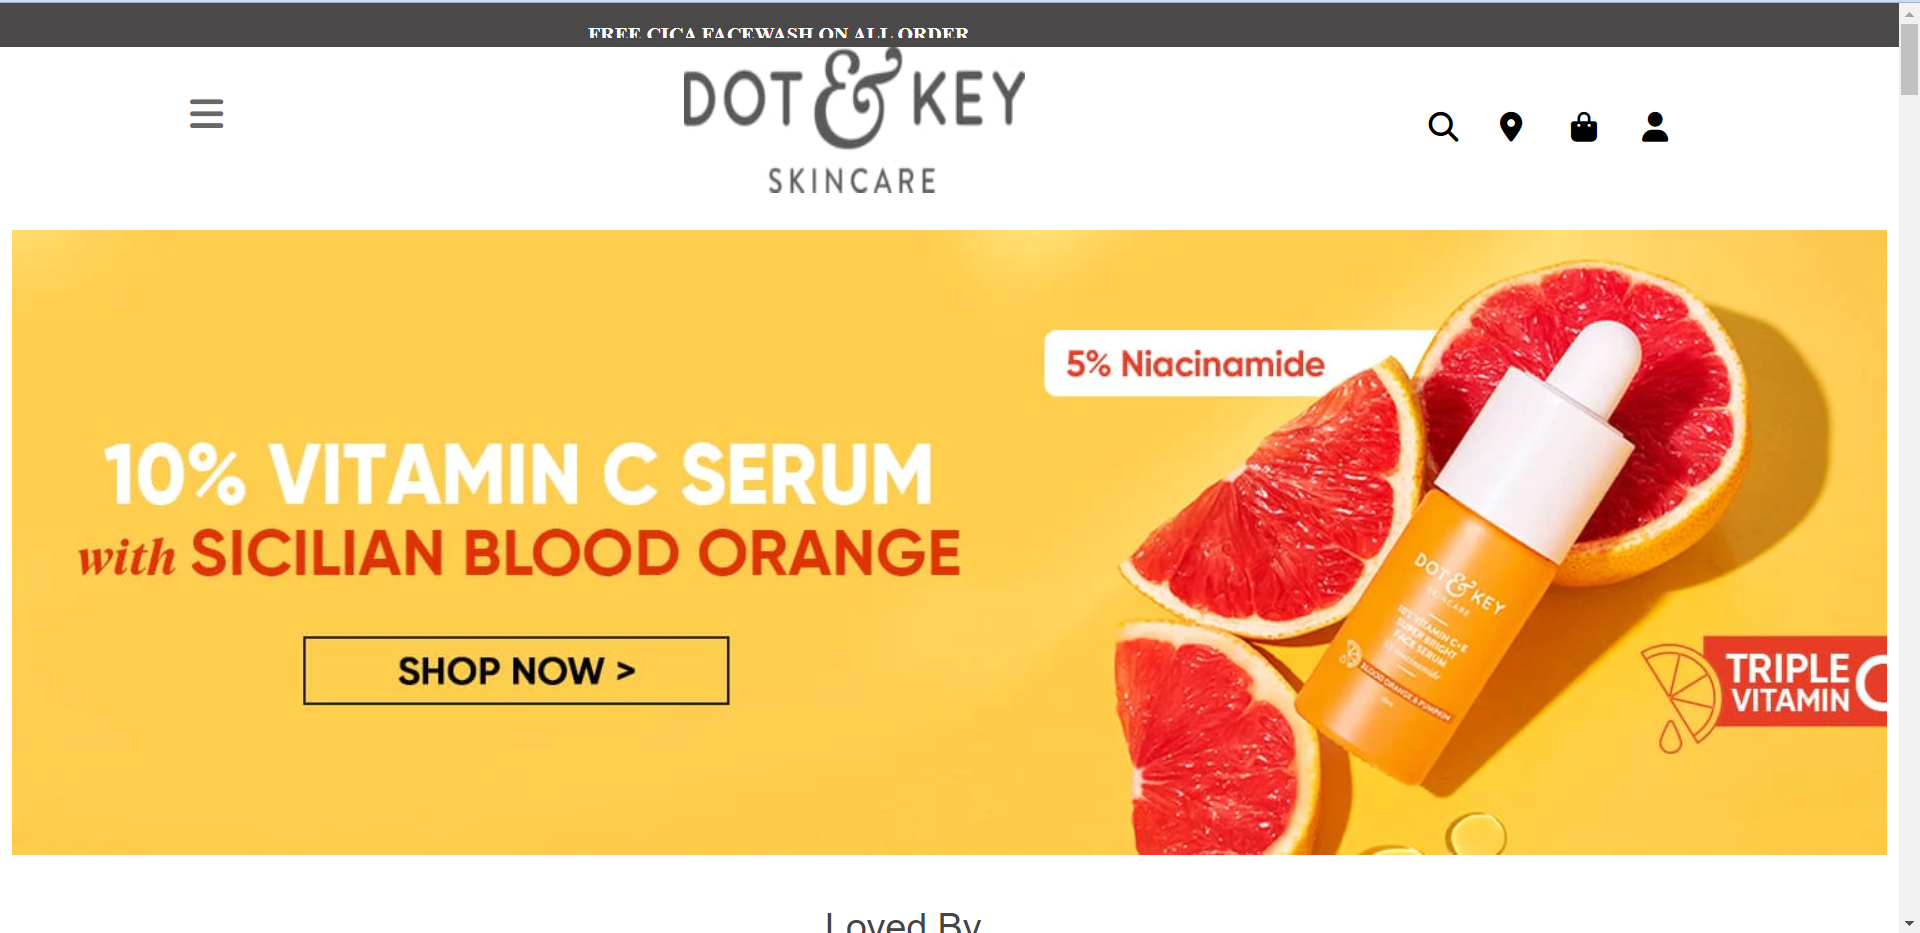 FREE CICA FACEWASH ON ALL ORDER
DOT & KEY
SKINCARE
5% Niacinamide
10% VITAMIN C SERUM
with SICILIAN BLOOD ORANGE
SHOP NOW >
DOT & KEY
SKINCARE
10% VITAMIN C+E
SUPER BRIGHT
FACE SERUM
BLOOD ORANGE & PUMPKIN
TRIPLE
VITAMIN C
Loved By